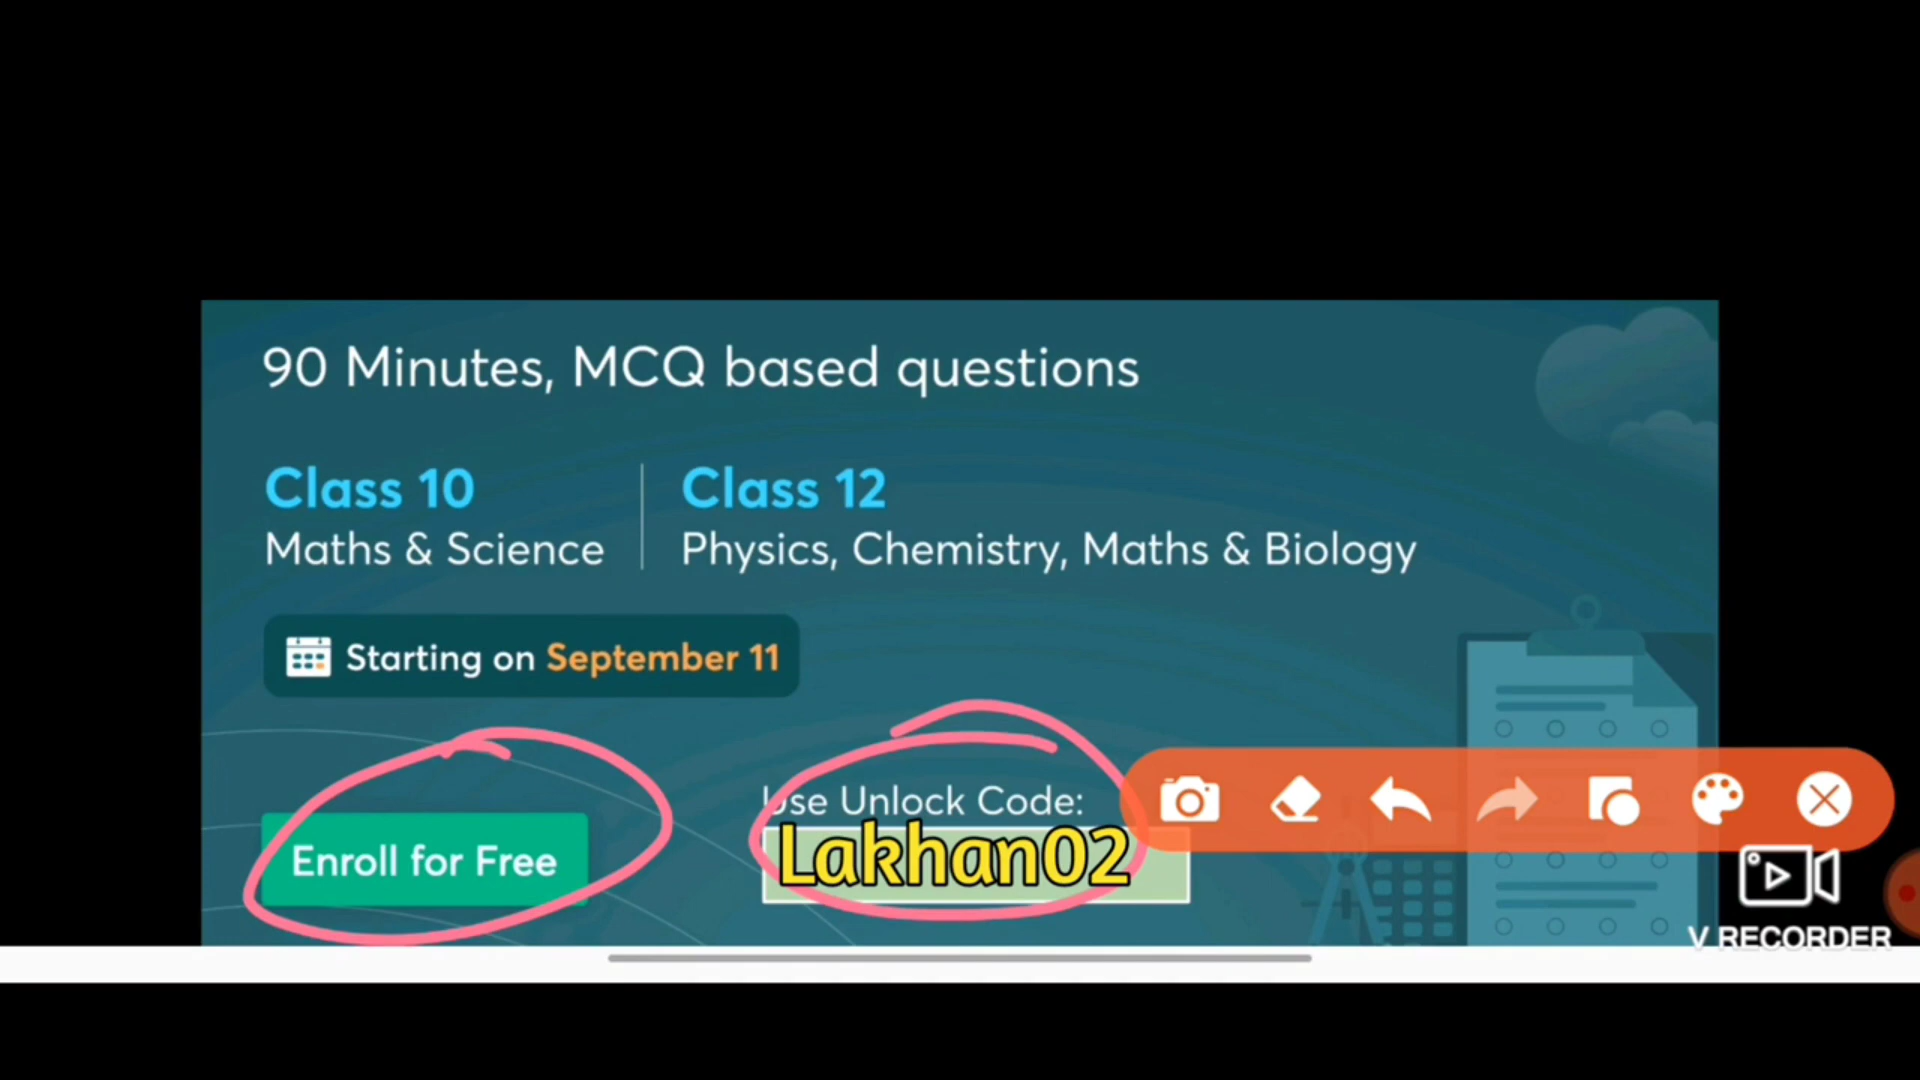 90 Minutes, MCQ based questions
Class 10
Maths & Science
Class 12
Physics, Chemistry, Maths & Biology
Starting on September 11
Enroll for Free
Use Unlock Code:
Lakhan02
V RECORDER